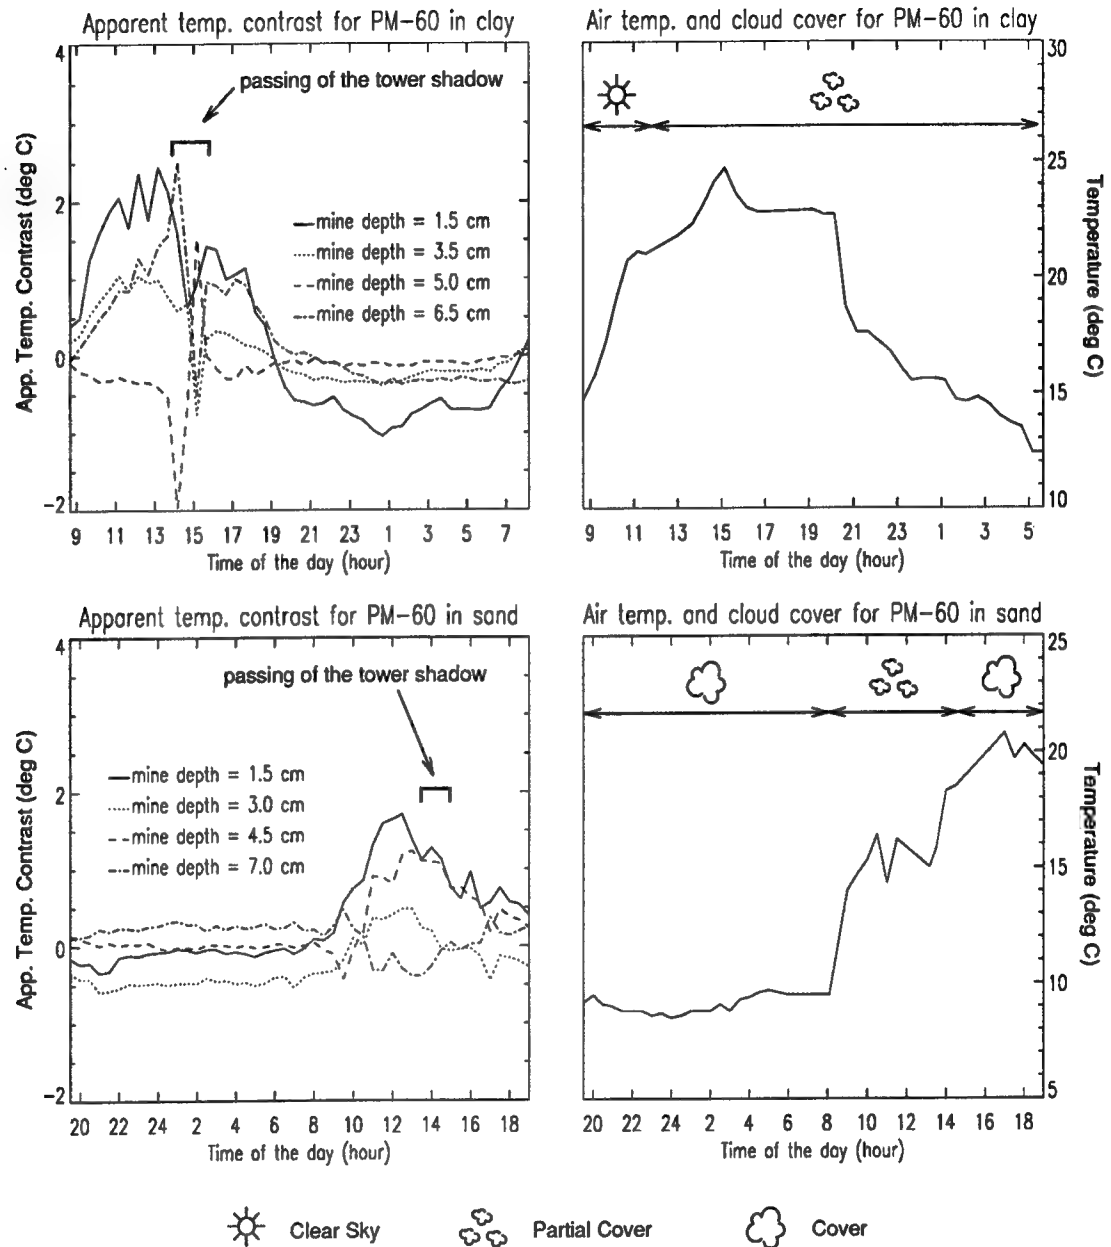 Apparent temp. contrast for PM-60 in clay
4
2
0
-2
App. Temp. Contrast (deg C)
passing of the tower shadow
mine depth = 1.5 cm
mine depth = 3.5 cm
mine depth = 5.0 cm
mine depth = 6.5 cm
9 11 13 15 17 19 21 23 1 3 5 7
Time of the day (hour)
Air temp. and cloud cover for PM-60 in clay
30
25
20
15
10
Temperature (deg C)
9 11 13 15 17 19 21 23 1 3 5
Time of the day (hour)
Apparent temp. contrast for PM-60 in sand
4
2
0
-2
App. Temp. Contrast (deg C)
passing of the tower shadow
mine depth = 1.5 cm
mine depth = 3.0 cm
mine depth = 4.5 cm
mine depth = 7.0 cm
20 22 24 2 4 6 8 10 12 14 16 18
Time of the day (hour)
Air temp. and cloud cover for PM-60 in sand
25
20
15
10
5
Temperature (deg C)
20 22 24 2 4 6 8 10 12 14 16 18
Time of the day (hour)
Clear Sky
Partial Cover
Cover